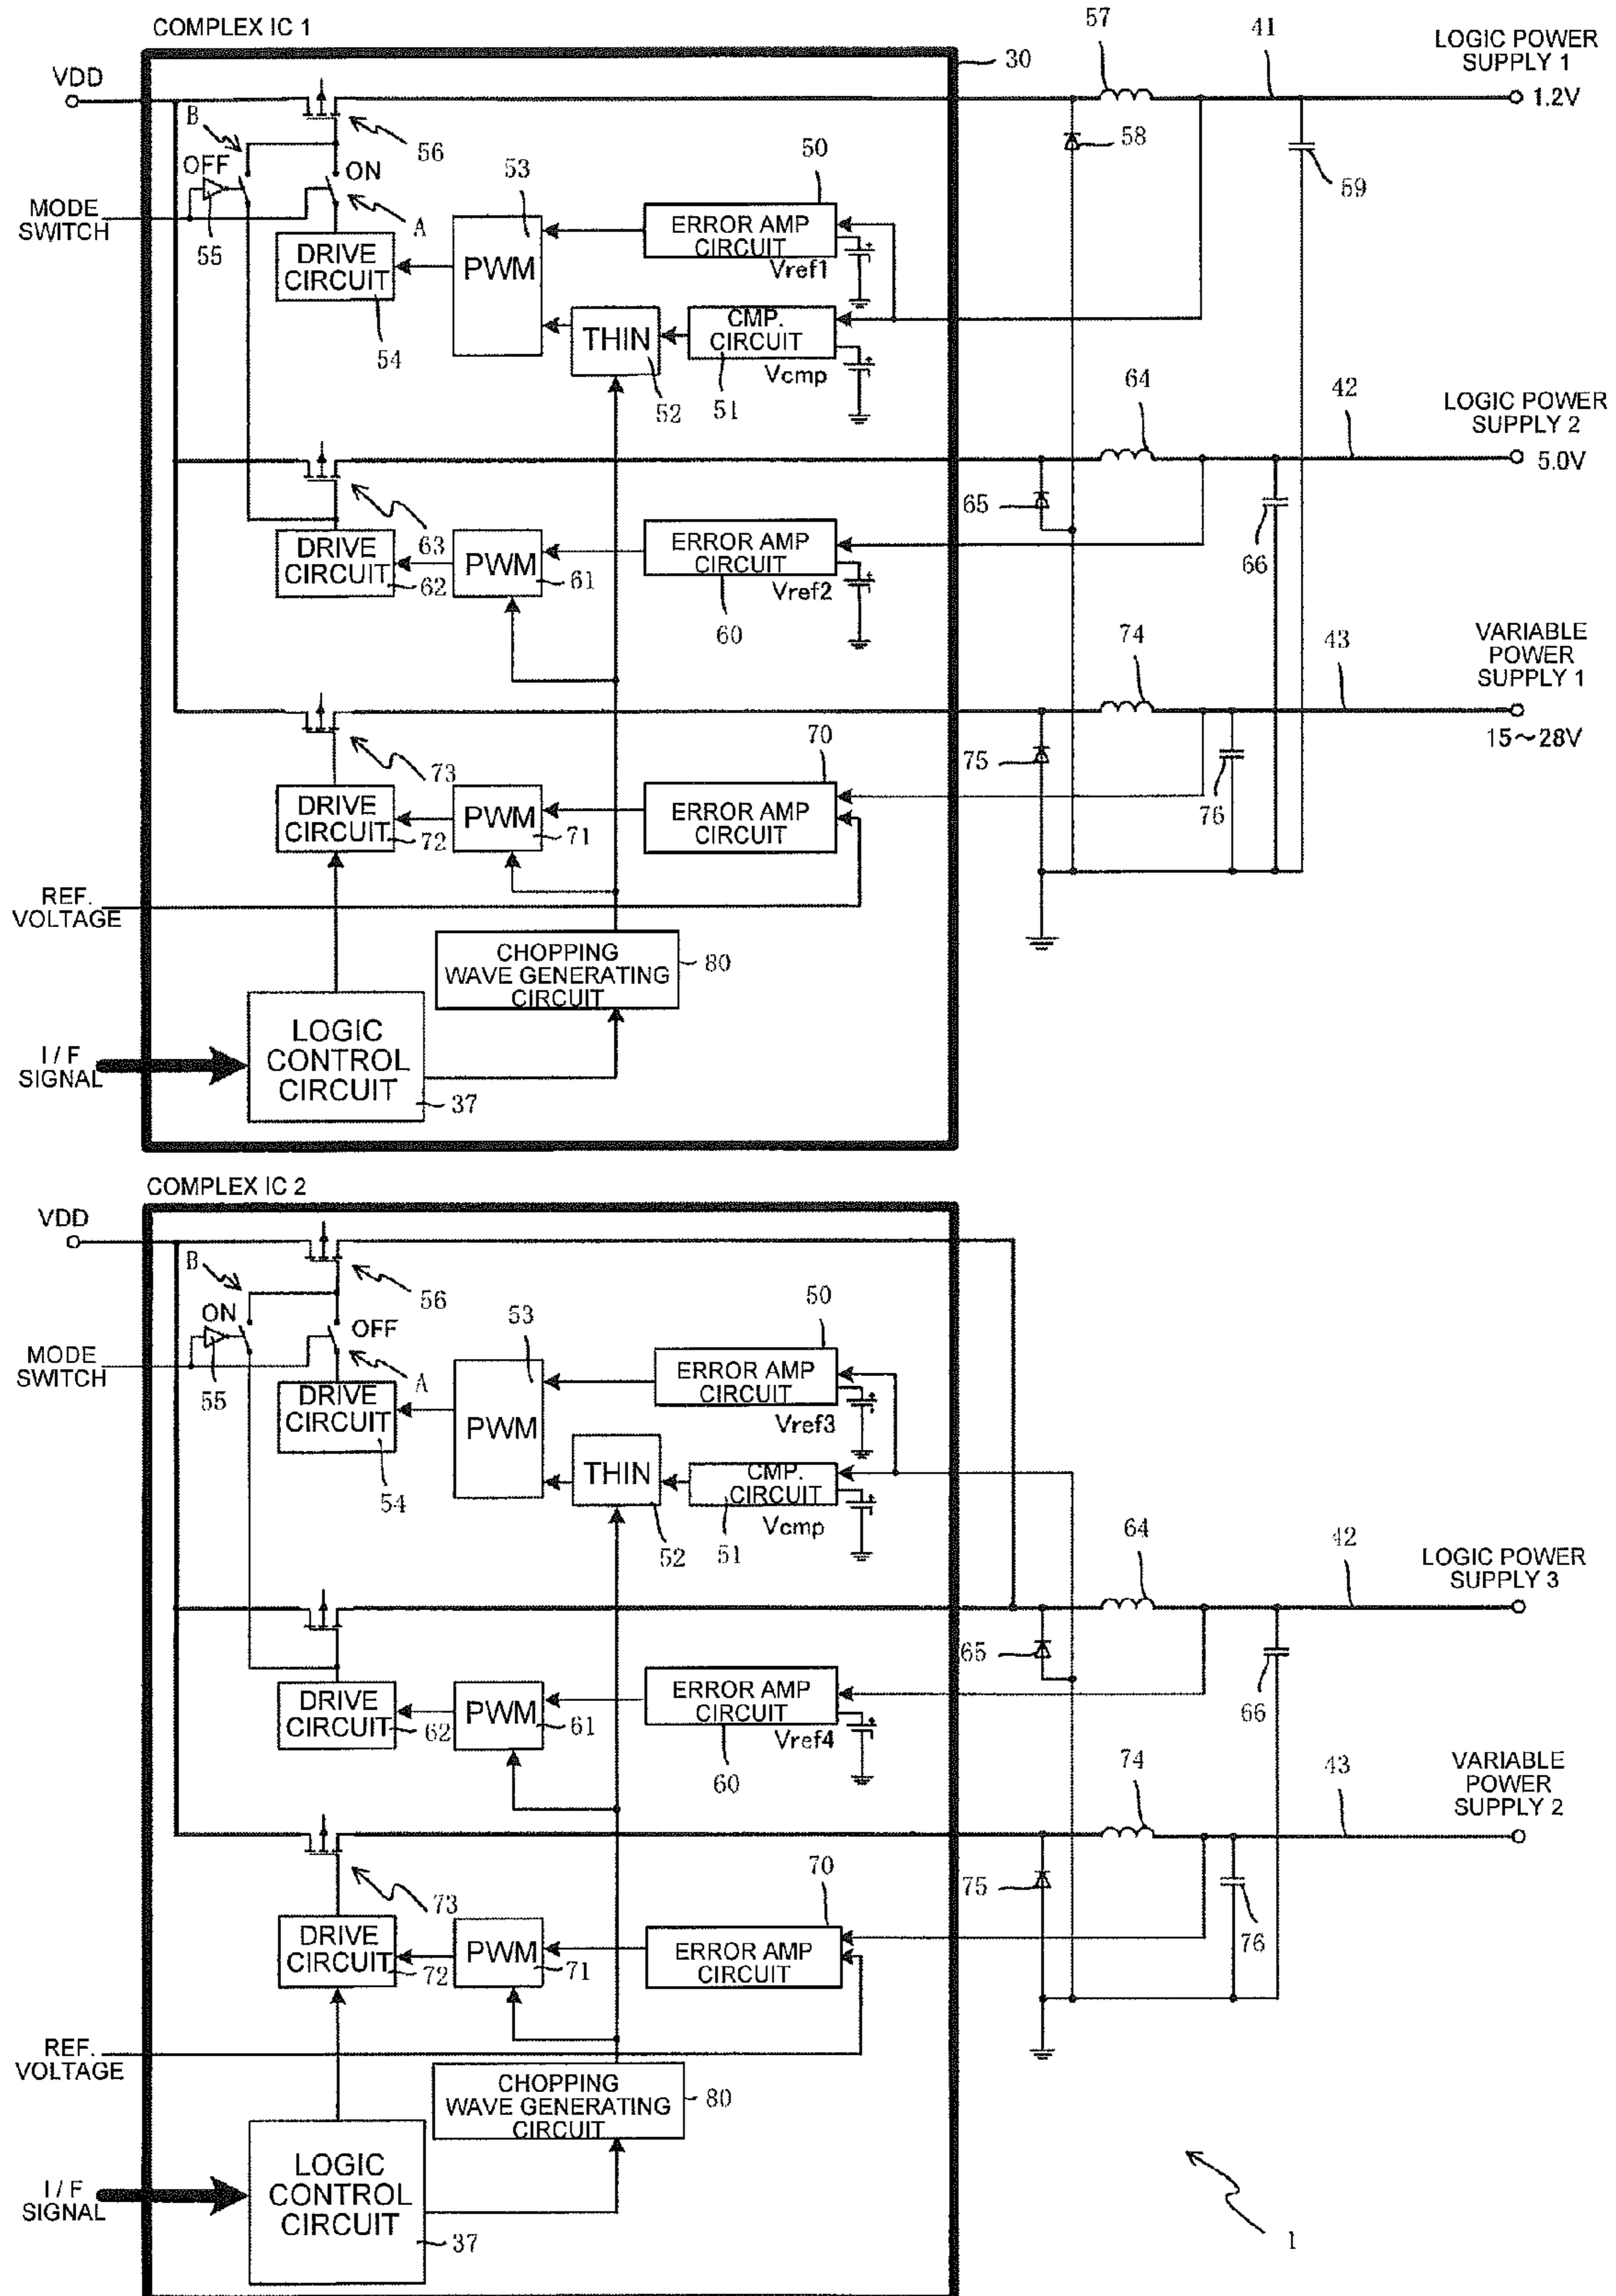 COMPLEX IC 1
VDD
B
OFF
ON
A
MODE
SWITCH
55
56
53
50
ERROR AMP
CIRCUIT
Vref1
DRIVE
CIRCUIT
54
PWM
THIN
52
CMP.
CIRCUIT
51
Vcmp
30
57
58
41
59
LOGIC POWER
SUPPLY 1
1.2V
63
DRIVE
CIRCUIT
62
PWM
61
ERROR AMP
CIRCUIT
60
Vref2
64
65
42
66
LOGIC POWER
SUPPLY 2
5.0V
73
DRIVE
CIRCUIT
72
PWM
71
70
ERROR AMP
CIRCUIT
74
75
43
76
VARIABLE
POWER
SUPPLY 1
15~28V
REF.
VOLTAGE
CHOPPING
WAVE GENERATING
CIRCUIT
80
I / F
SIGNAL
LOGIC
CONTROL
CIRCUIT
37
COMPLEX IC 2
VDD
B
ON
OFF
A
MODE
SWITCH
55
56
53
50
ERROR AMP
CIRCUIT
Vref3
DRIVE
CIRCUIT
54
PWM
THIN
52
CMP.
CIRCUIT
51
Vcmp
DRIVE
CIRCUIT
62
PWM
61
ERROR AMP
CIRCUIT
60
Vref4
64
65
42
66
LOGIC POWER
SUPPLY 3
73
DRIVE
CIRCUIT
72
PWM
71
70
ERROR AMP
CIRCUIT
74
75
43
76
VARIABLE
POWER
SUPPLY 2
REF.
VOLTAGE
CHOPPING
WAVE GENERATING
CIRCUIT
80
I / F
SIGNAL
LOGIC
CONTROL
CIRCUIT
37
1